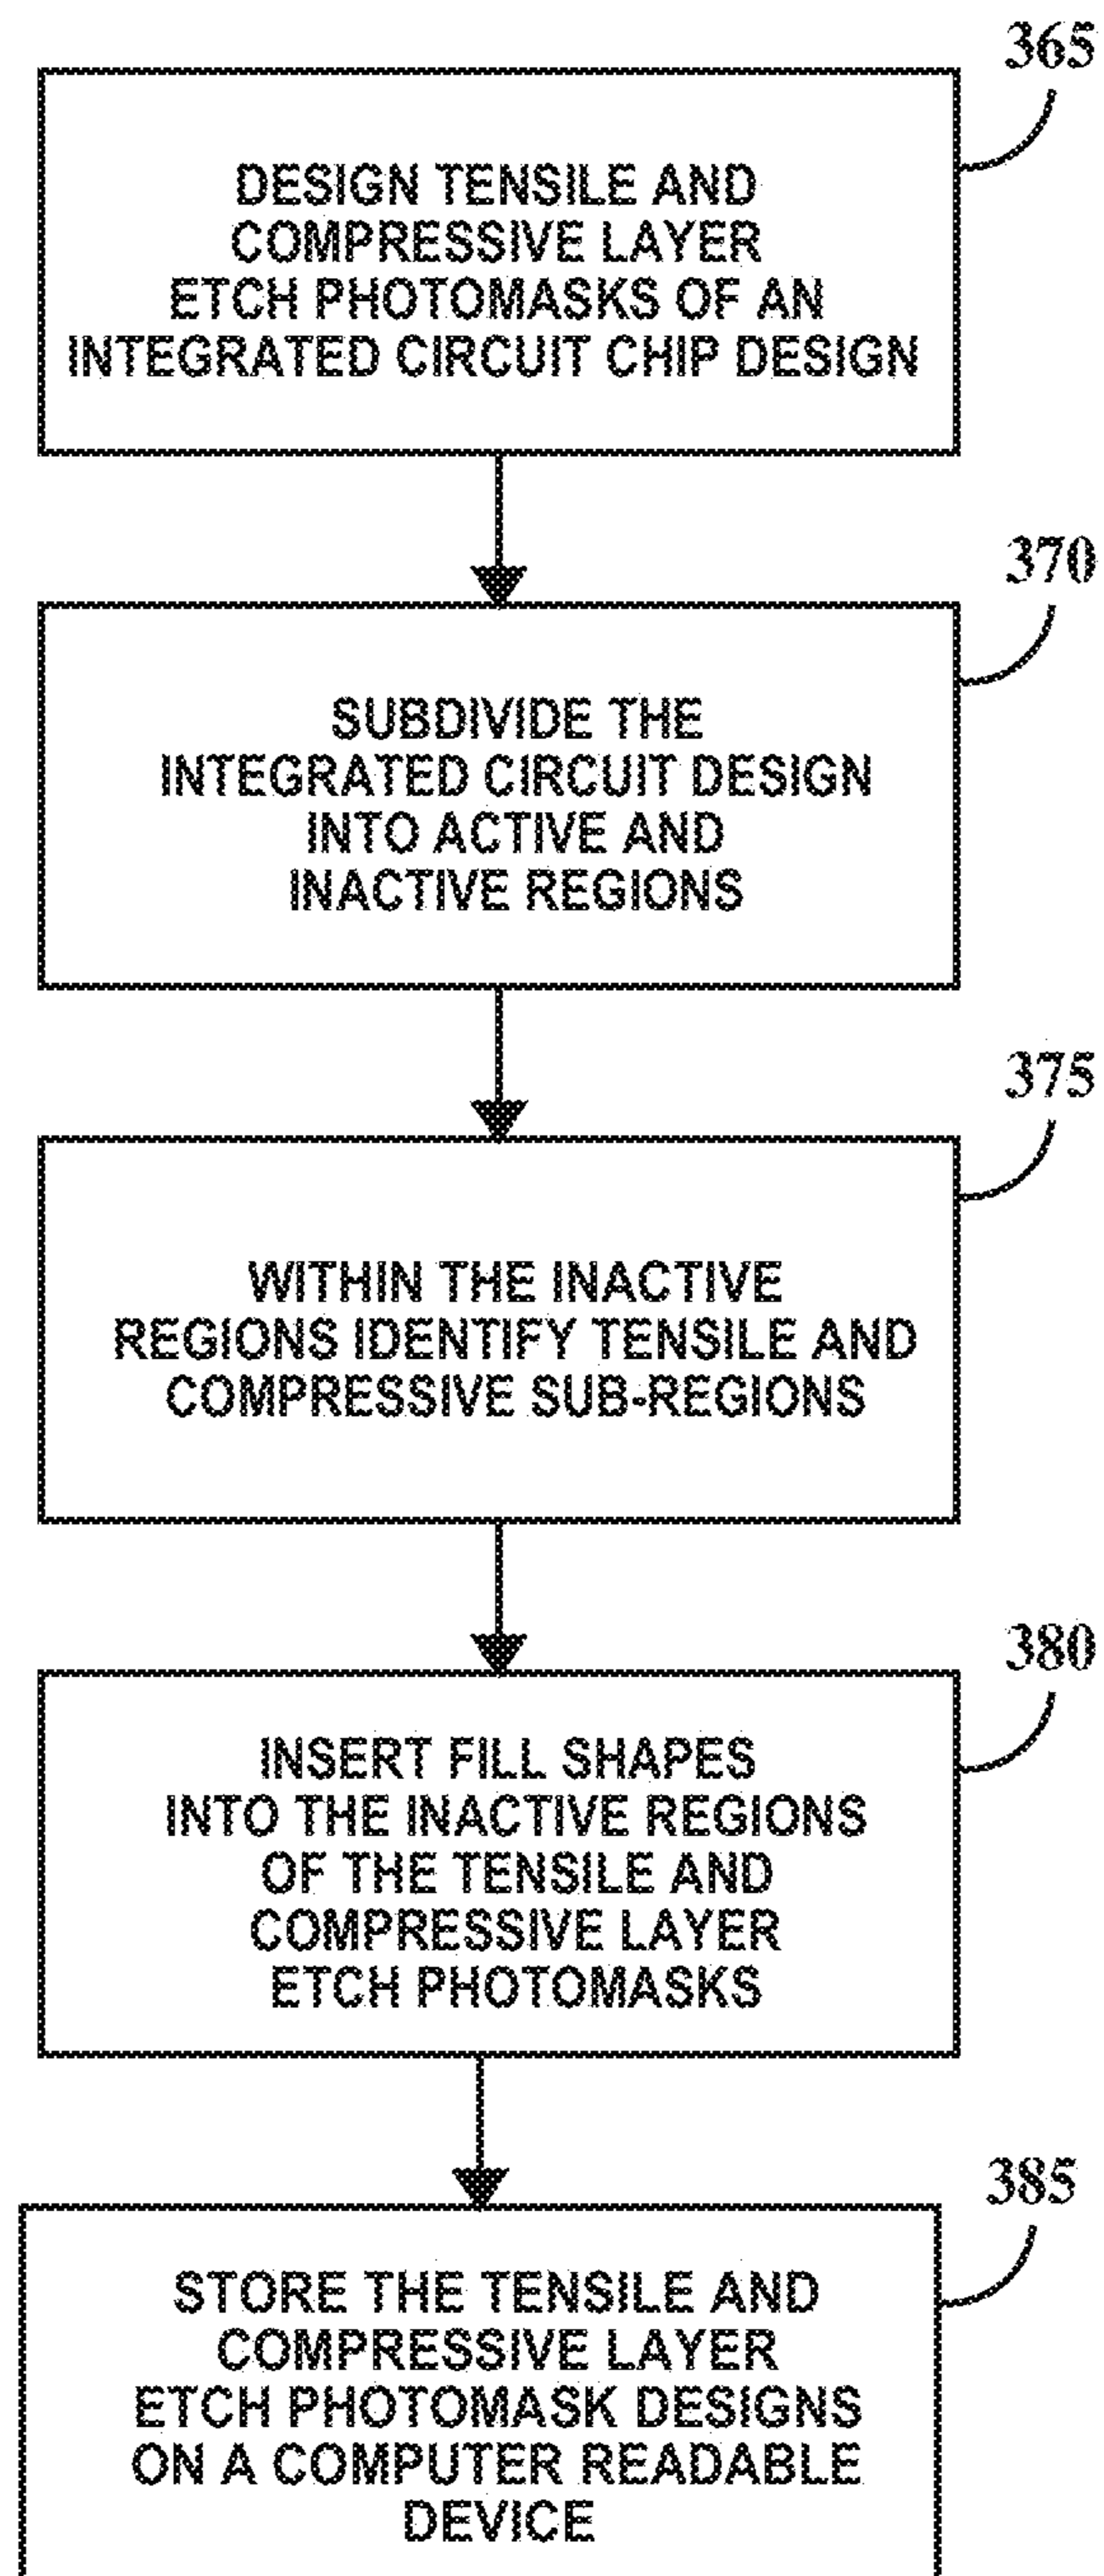 365
DESIGN TENSILE AND
COMPRESSIVE LAYER
ETCH PHOTOMASKS OF AN
INTEGRATED CIRCUIT CHIP DESIGN
370
SUBDIVIDE THE
INTEGRATED CIRCUIT DESIGN
INTO ACTIVE AND
INACTIVE REGIONS
375
WITHIN THE INACTIVE
REGIONS IDENTIFY TENSILE AND
COMPRESSIVE SUB-REGIONS
380
INSERT FILL SHAPES
INTO THE INACTIVE REGIONS
OF THE TENSILE AND
COMPRESSIVE LAYER
ETCH PHOTOMASKS
385
STORE THE TENSILE AND
COMPRESSIVE LAYER
ETCH PHOTOMASK DESIGNS
ON A COMPUTER READABLE
DEVICE